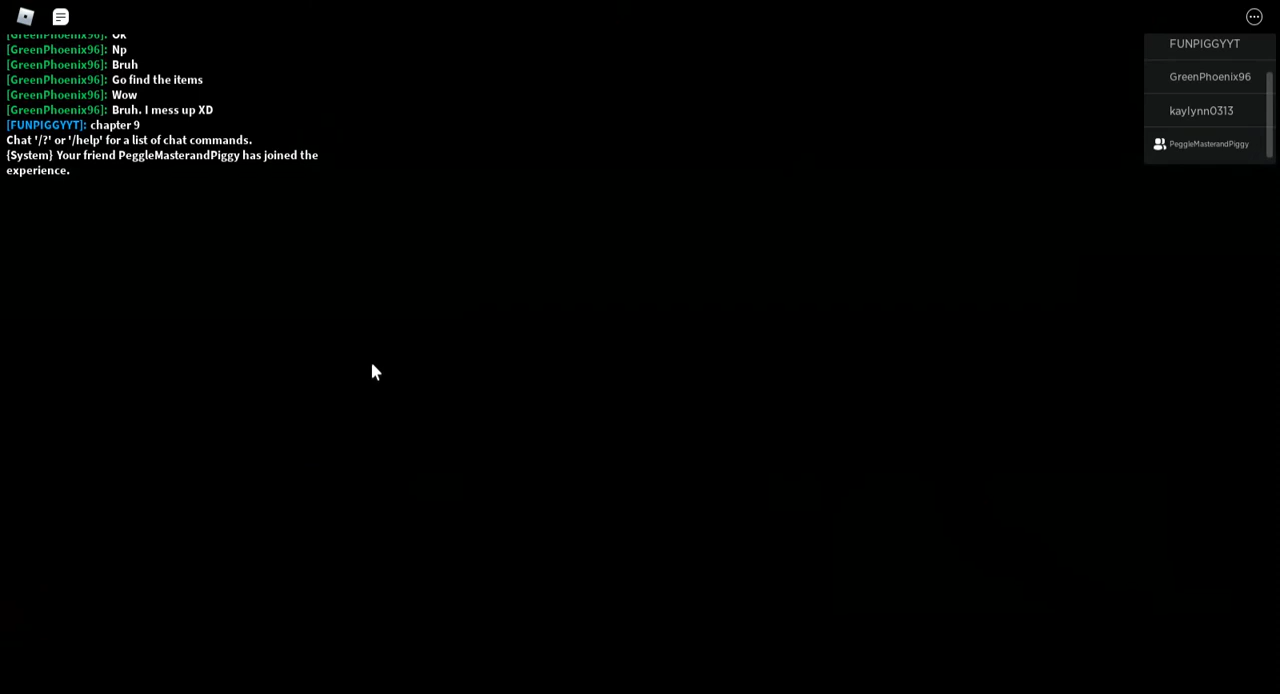 [GreenPhoenix96]: Ok
[GreenPhoenix96]: Np
[GreenPhoenix96]: Bruh
[GreenPhoenix96]: Go find the items
[GreenPhoenix96]: Wow
[GreenPhoenix96]: Bruh. I mess up XD
[FUNPIGGYYT]: chapter 9
Chat '/?' or '/help' for a list of chat commands.
{System} Your friend PeggleMasterandPiggy has joined the
experience.
FUNPIGGYYT
GreenPhoenix96
kaylynn0313
PeggleMasterandPiggy